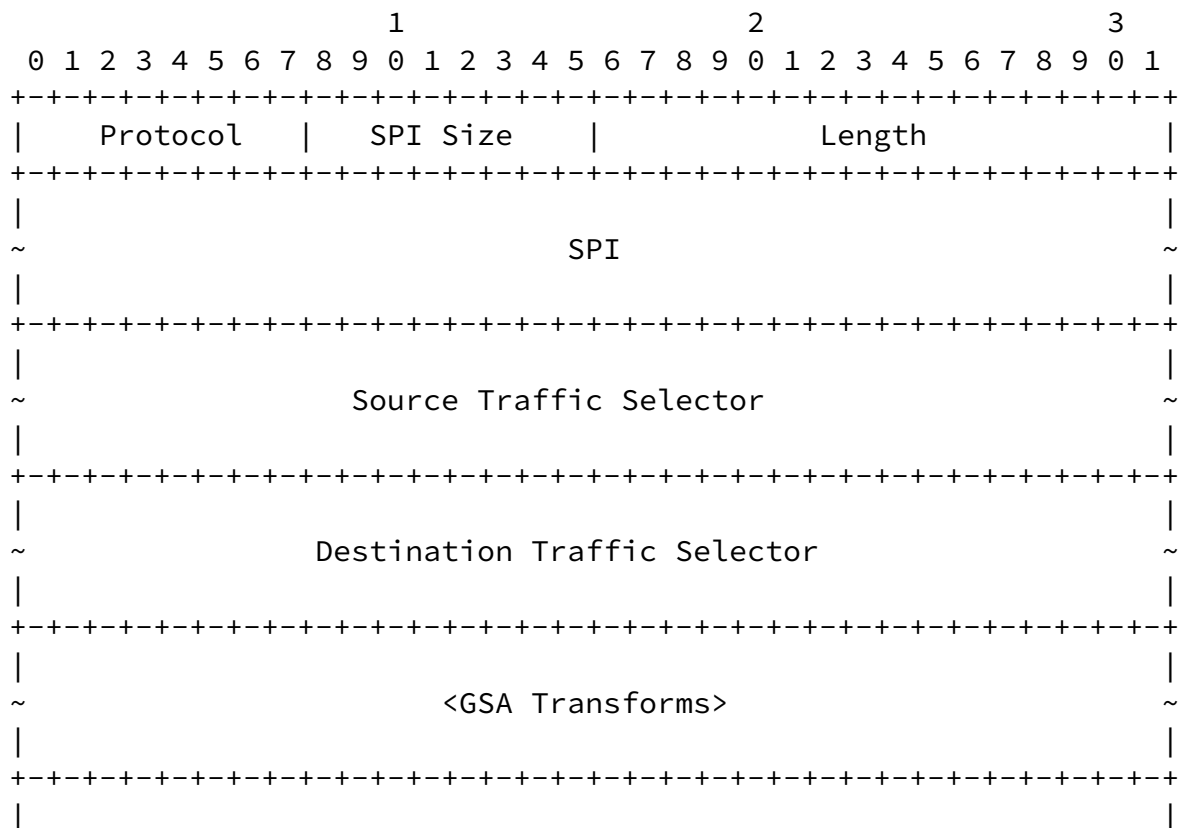 1                   2                   3
 0 1 2 3 4 5 6 7 8 9 0 1 2 3 4 5 6 7 8 9 0 1 2 3 4 5 6 7 8 9 0 1
+-+-+-+-+-+-+-+-+-+-+-+-+-+-+-+-+-+-+-+-+-+-+-+-+-+-+-+-+-+-+-+-+
|    Protocol   |   SPI Size    |            Length             |
+-+-+-+-+-+-+-+-+-+-+-+-+-+-+-+-+-+-+-+-+-+-+-+-+-+-+-+-+-+-+-+-+
|                                                               |
~                              SPI                              ~
|                                                               |
+-+-+-+-+-+-+-+-+-+-+-+-+-+-+-+-+-+-+-+-+-+-+-+-+-+-+-+-+-+-+-+-+
|                                                               |
~                  Source Traffic Selector                      ~
|                                                               |
+-+-+-+-+-+-+-+-+-+-+-+-+-+-+-+-+-+-+-+-+-+-+-+-+-+-+-+-+-+-+-+-+
|                                                               |
~                Destination Traffic Selector                   ~
|                                                               |
+-+-+-+-+-+-+-+-+-+-+-+-+-+-+-+-+-+-+-+-+-+-+-+-+-+-+-+-+-+-+-+-+
|                                                               |
~                       <GSA Transforms>                        ~
|                                                               |
+-+-+-+-+-+-+-+-+-+-+-+-+-+-+-+-+-+-+-+-+-+-+-+-+-+-+-+-+-+-+-+-+
|                                                               |